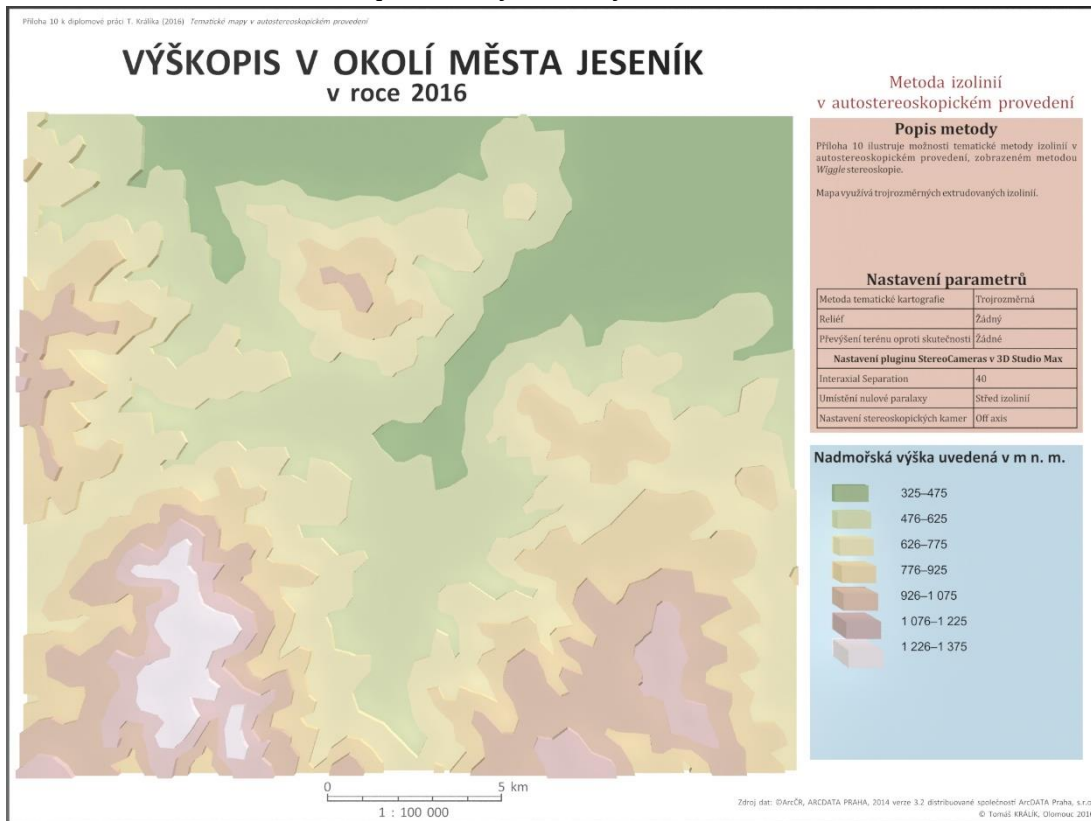 Příloha 10 k diplomové práci T. Králíka (2016) Tematické mapy v autostereoskopickém provedení
VÝŠKOPIS V OKOLÍ MĚSTA JESENÍK
v roce 2016
Metoda izolinií
v autostereoskopickém provedení
Popis metody
Příloha 10 ilustruje možnosti tematické metody izolinií v
autostereoskopickém provedení, zobrazeném metodou
Wiggle stereoskopie.
Mapa využívá trojrozměrných extrudovaných izolinií.
Nastavení parametrů
Metoda tematické kartografie Trojrozměrná
Reliéf Žádný
Převýšení terénu oproti skutečnosti Žádné
Nastavení pluginu StereoCameras v 3D Studio Max
Interaxial Separation 40
Umístění nulové paralaxy Střed izolinií
Nastavení stereoskopických kamer Off axis
Nadmořská výška uvedená v m n. m.
325–475
476–625
626–775
776–925
926–1 075
1 076–1 225
1 226–1 375
0 5 km
1 : 100 000
Zdroj dat: ©ArcČR, ARCDATA PRAHA, 2014 verze 3.2 distribuované společností ArcDATA Praha, s.r.o.
© Tomáš KRÁLÍK, Olomouc 2016